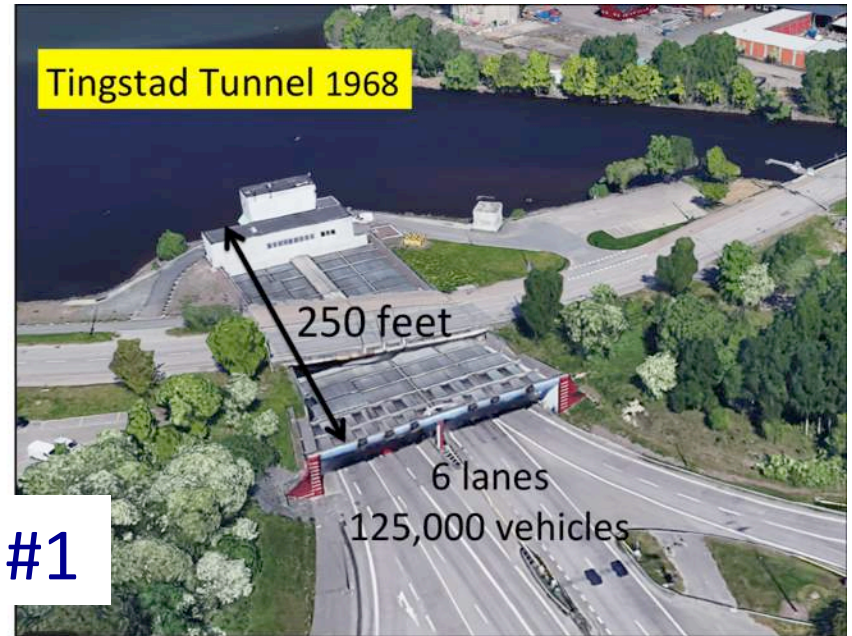 Tingstad Tunnel 1968
250 feet
6 lanes
125,000 vehicles
#1